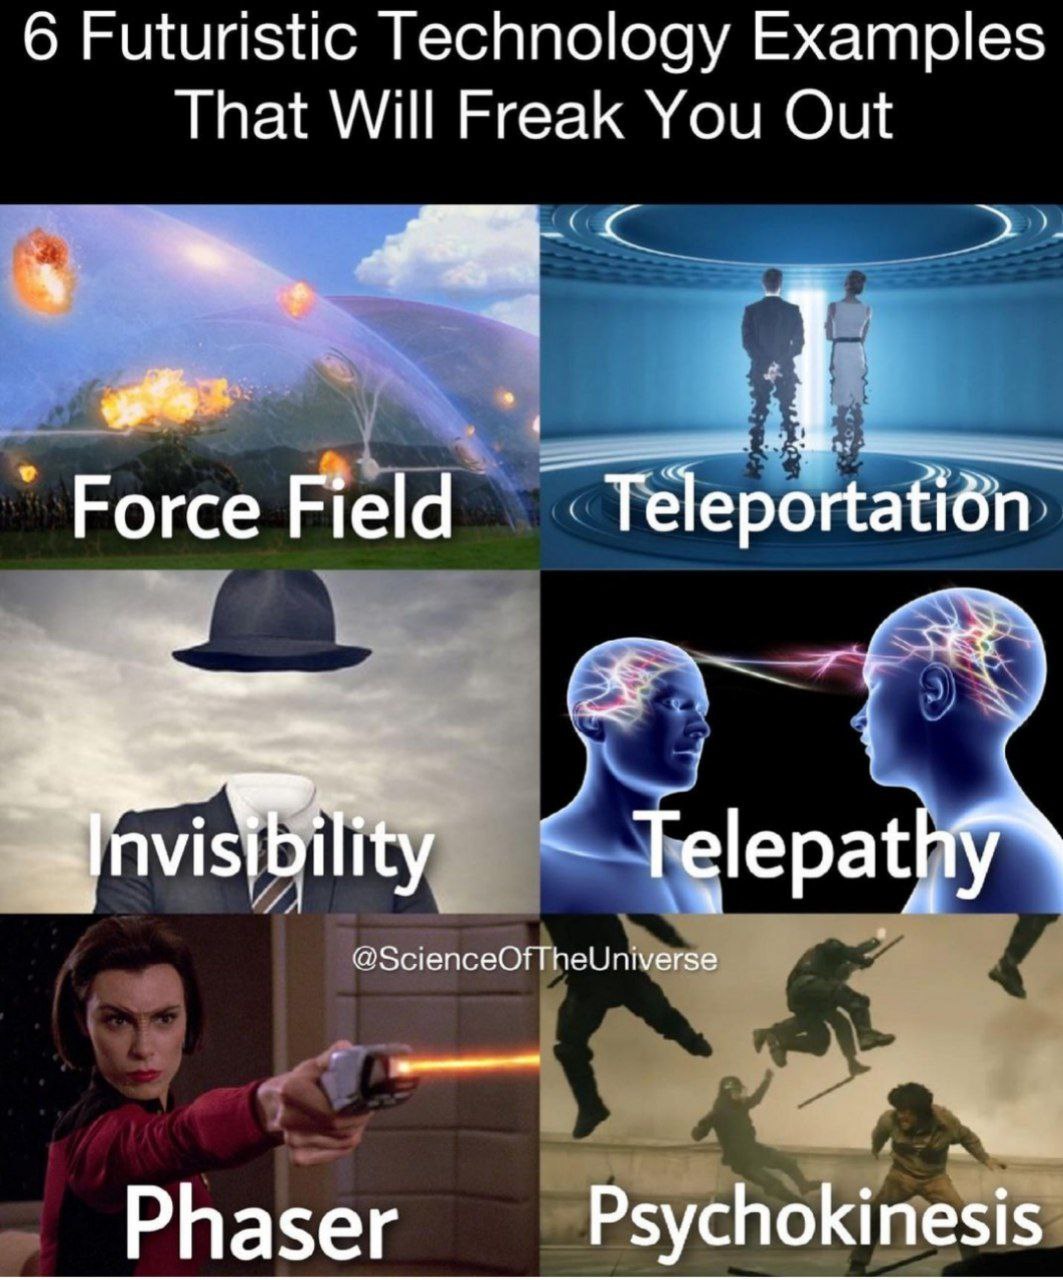 6 Futuristic Technology Examples
That Will Freak You Out
Force Field
Teleportation
Invisibility
Telepathy
@ScienceOfTheUniverse
Phaser
Psychokinesis